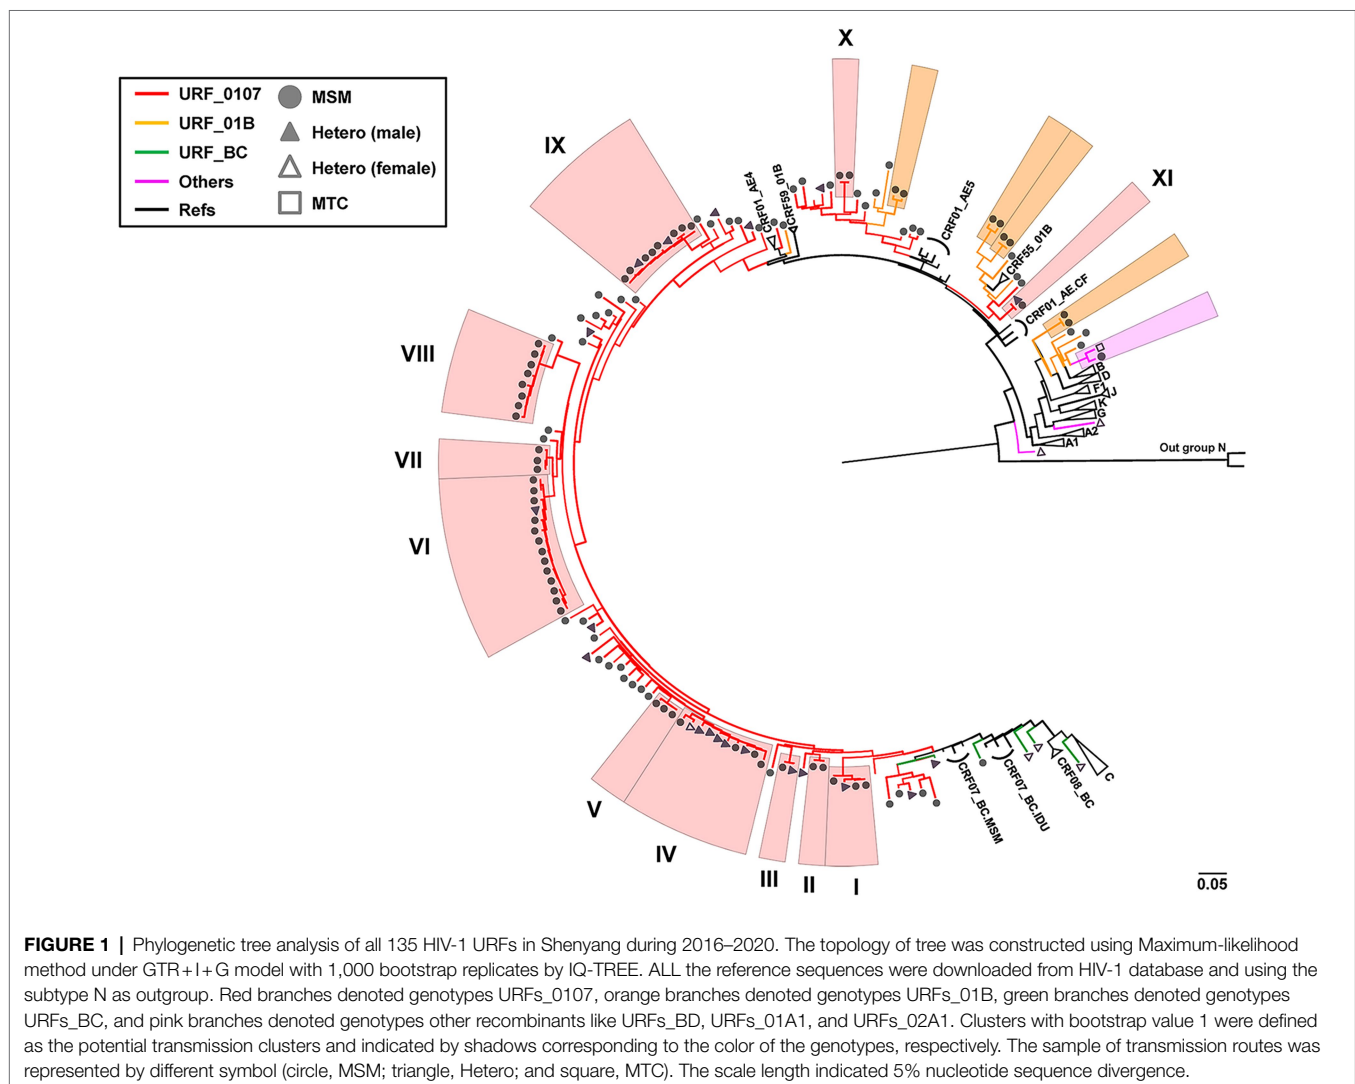 URF_0107
URF_01B
URF_BC
Others
Refs
MSM
Hetero (male)
Hetero (female)
MTC
X
IX
XI
VIII
VII
VI
V
IV
III
II
I
CRF01_AE4
CRF59_01B
CRF01_AE5
CRF55_01B
CRF01_AE.CF
B
D
F1
J
K
G
A2
A1
Out group N
CRF07_BC.MSM
CRF07_BC.IDU
CRF08_BC
C
0.05
FIGURE 1 | Phylogenetic tree analysis of all 135 HIV-1 URFs in Shenyang during 2016–2020. The topology of tree was constructed using Maximum-likelihood
method under GTR+I+G model with 1,000 bootstrap replicates by IQ-TREE. ALL the reference sequences were downloaded from HIV-1 database and using the
subtype N as outgroup. Red branches denoted genotypes URFs_0107, orange branches denoted genotypes URFs_01B, green branches denoted genotypes
URFs_BC, and pink branches denoted genotypes other recombinants like URFs_BD, URFs_01A1, and URFs_02A1. Clusters with bootstrap value 1 were defined
as the potential transmission clusters and indicated by shadows corresponding to the color of the genotypes, respectively. The sample of transmission routes was
represented by different symbol (circle, MSM; triangle, Hetero; and square, MTC). The scale length indicated 5% nucleotide sequence divergence.